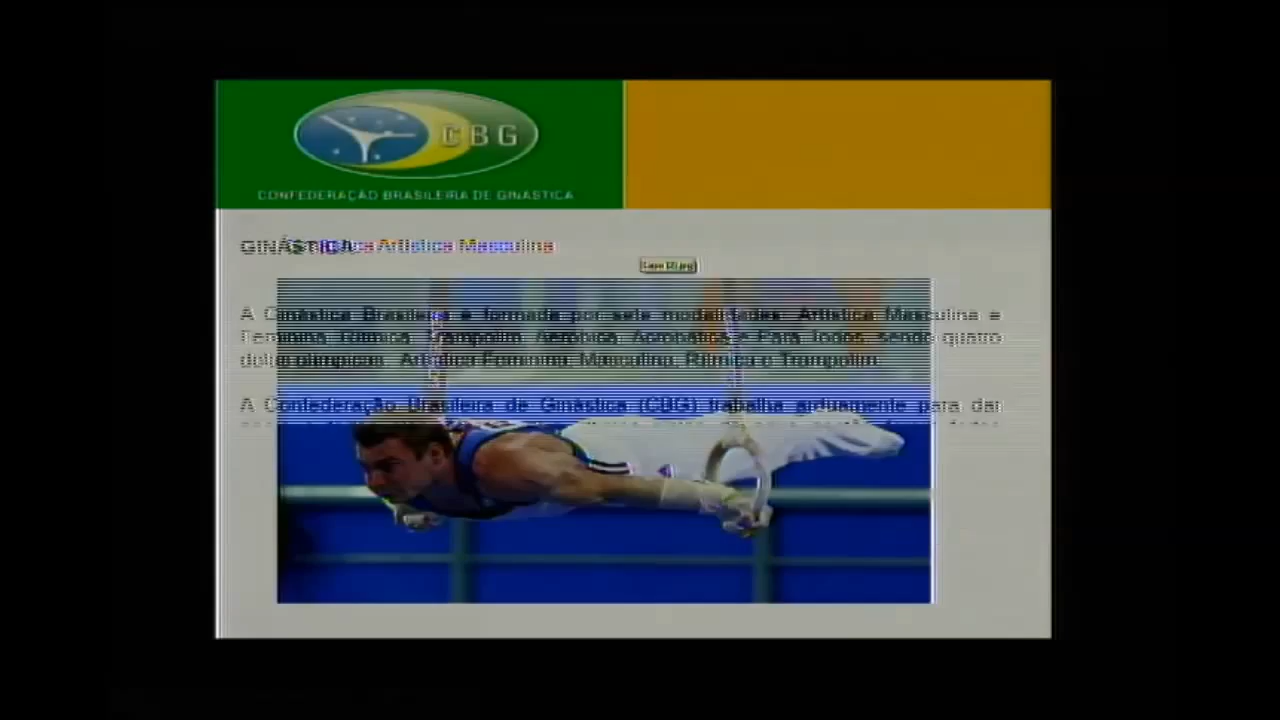 CBG
CONFEDERAÇÃO BRASILEIRA DE GINÁSTICA
GINÁSTICA Artística Masculina
A Ginástica Brasileira é formada por sete modalidades: Artística Masculina e
Feminina, Rítmica, Trampolim, Aeróbica, Acrobática e Para Todos, sendo quatro
delas olímpicas: Artística Feminina, Masculina, Rítmica e Trampolim.
A Confederação Brasileira de Ginástica (CBG) trabalha arduamente para dar